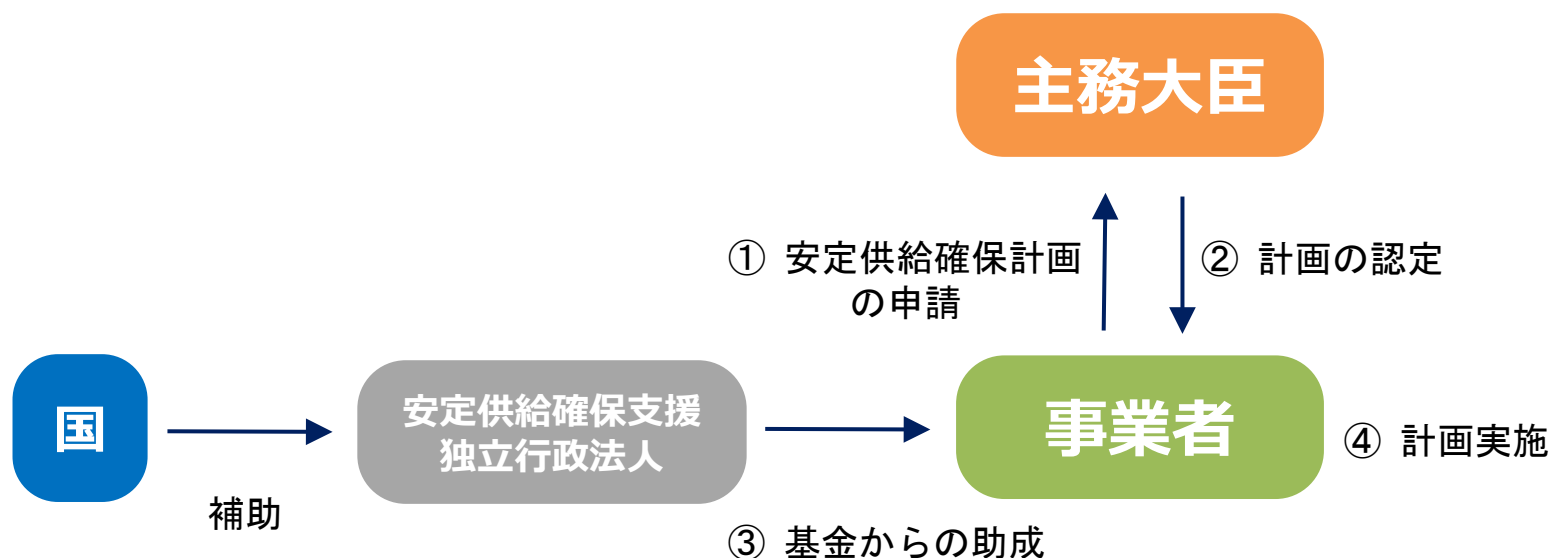 主務大臣
① 安定供給確保計画
の申請
② 計画の認定
国
補助
安定供給確保支援
独立行政法人
③ 基金からの助成
事業者
④ 計画実施